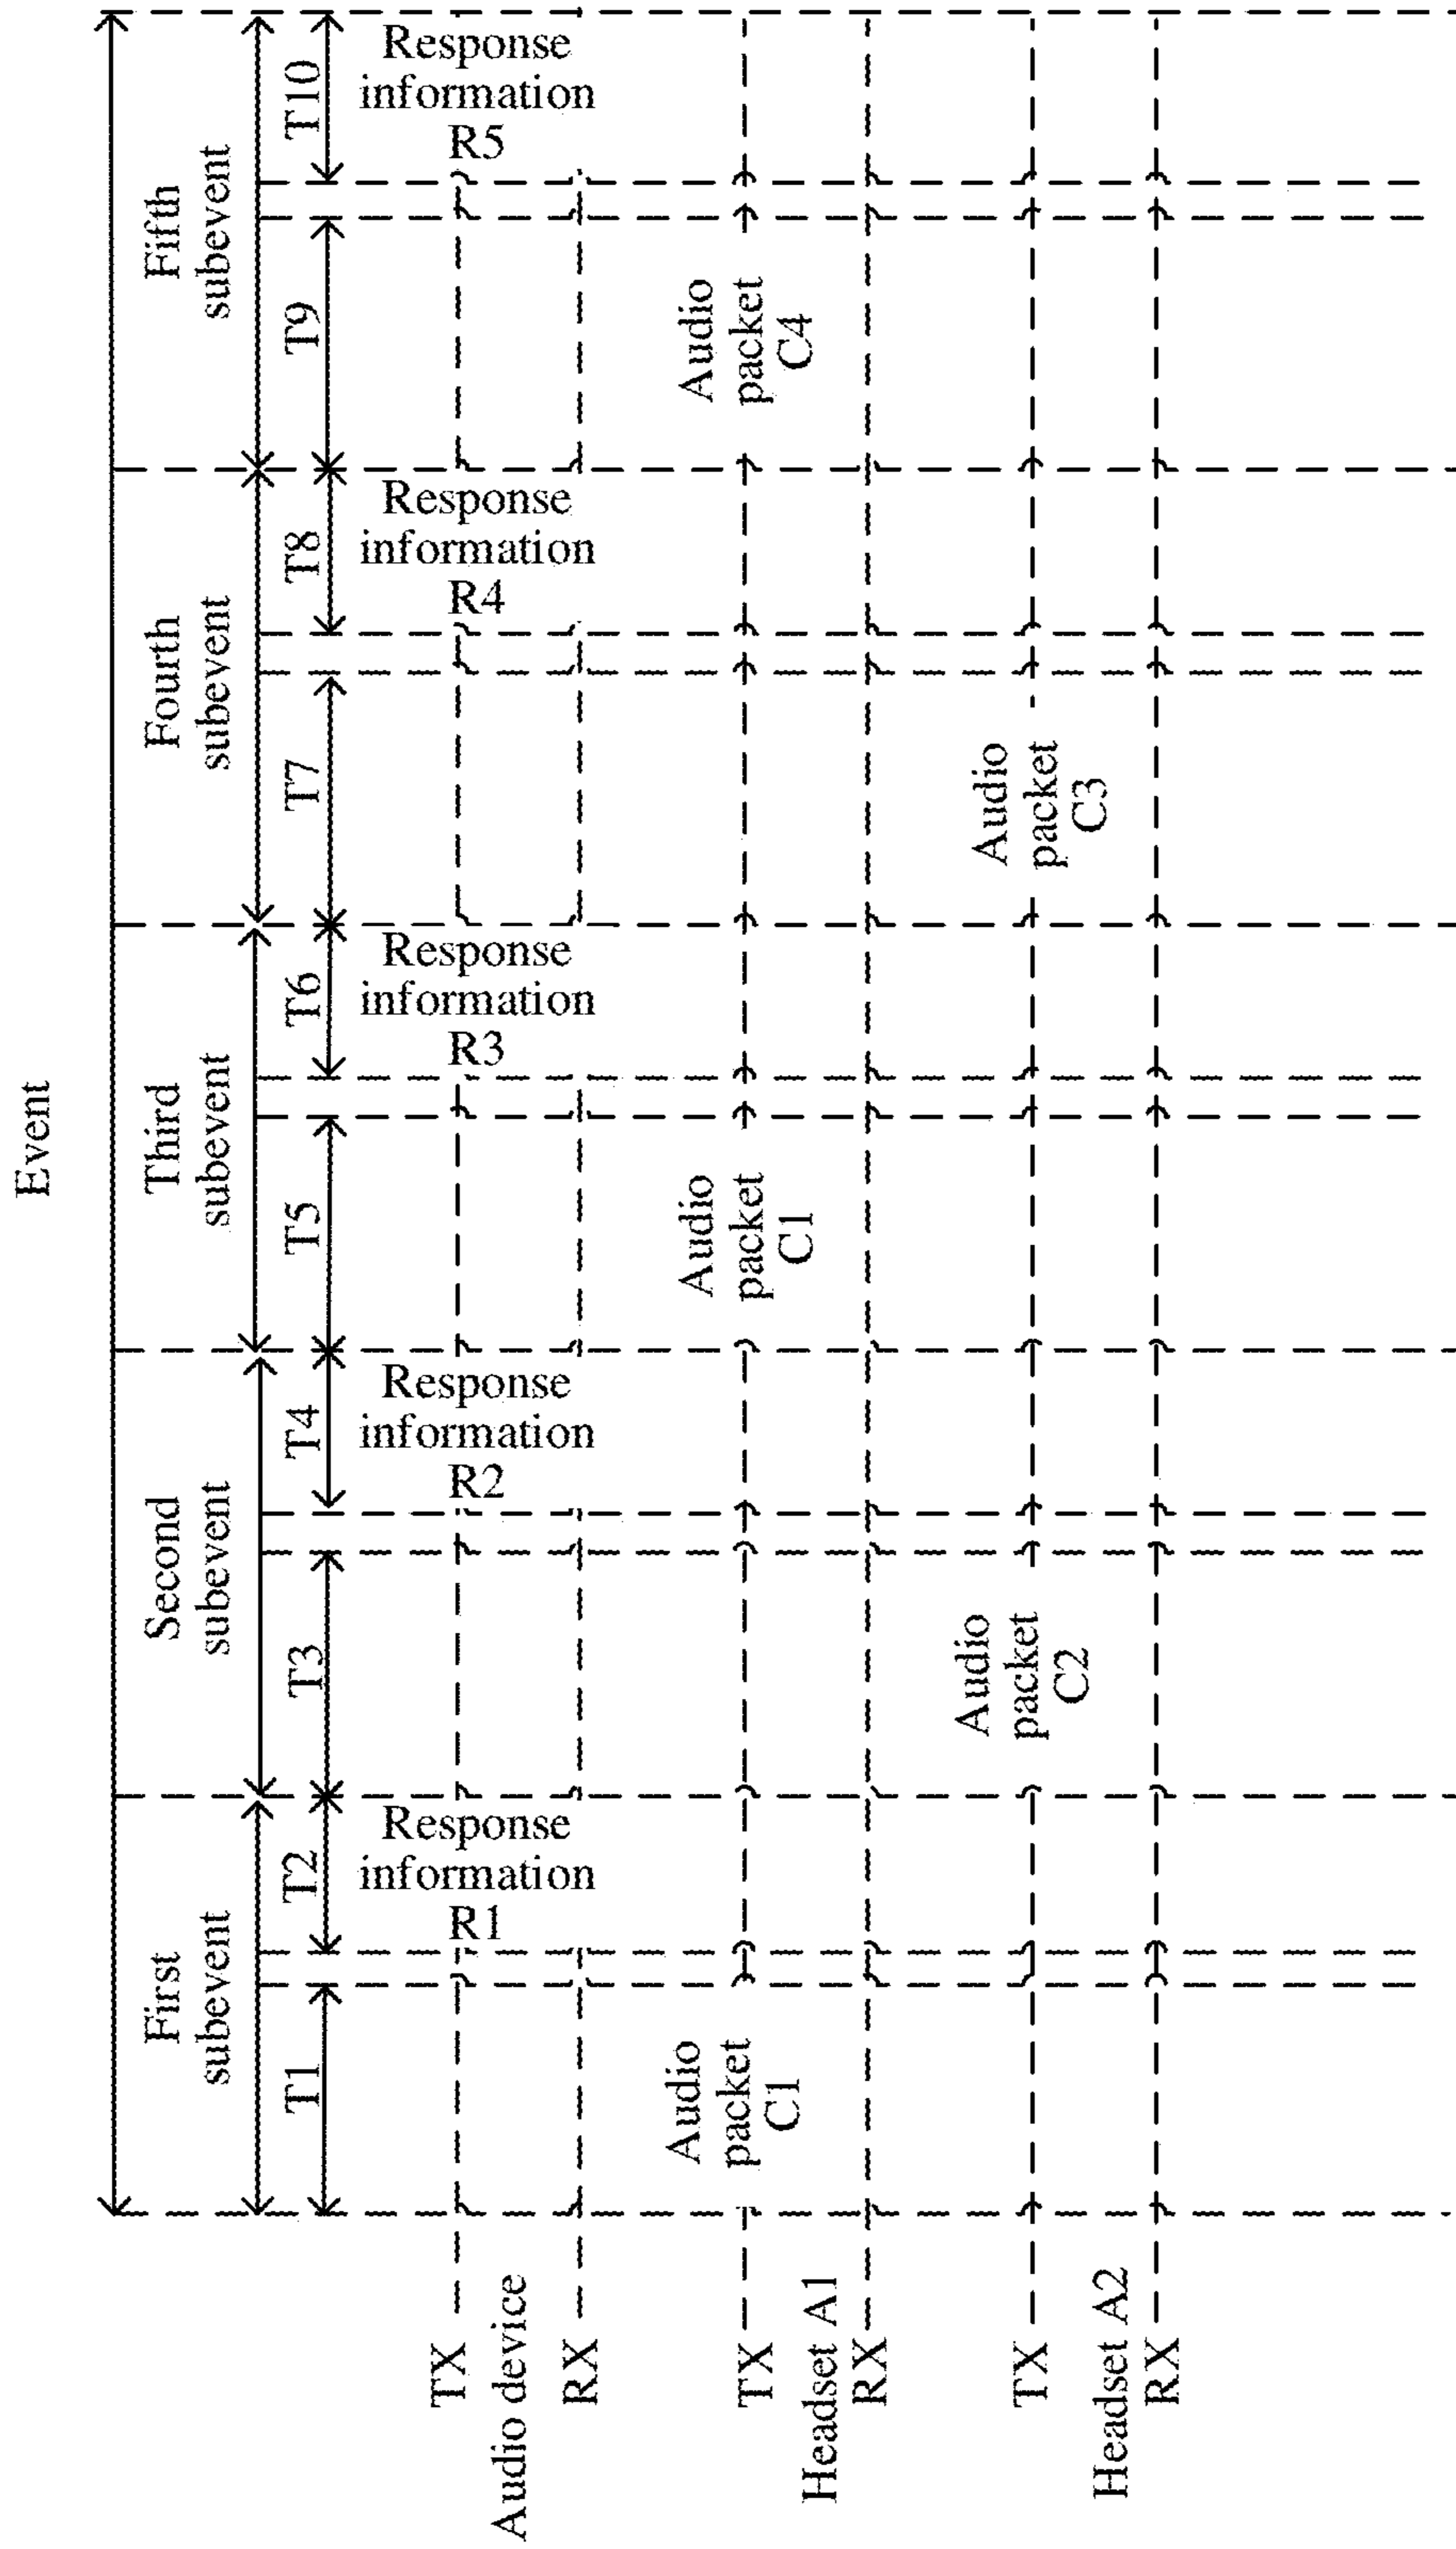 Event
First
subevent
Second
subevent
Third
subevent
Fourth
subevent
Fifth
subevent
T1
T2
T3
T4
T5
T6
T7
T8
T9
T10
TX
Audio device
RX
Response
information
R1
Response
information
R2
Response
information
R3
Response
information
R4
Response
information
R5
TX
Headset A1
RX
Audio
packet
C1
Audio
packet
C1
Audio
packet
C4
TX
Headset A2
RX
Audio
packet
C2
Audio
packet
C3